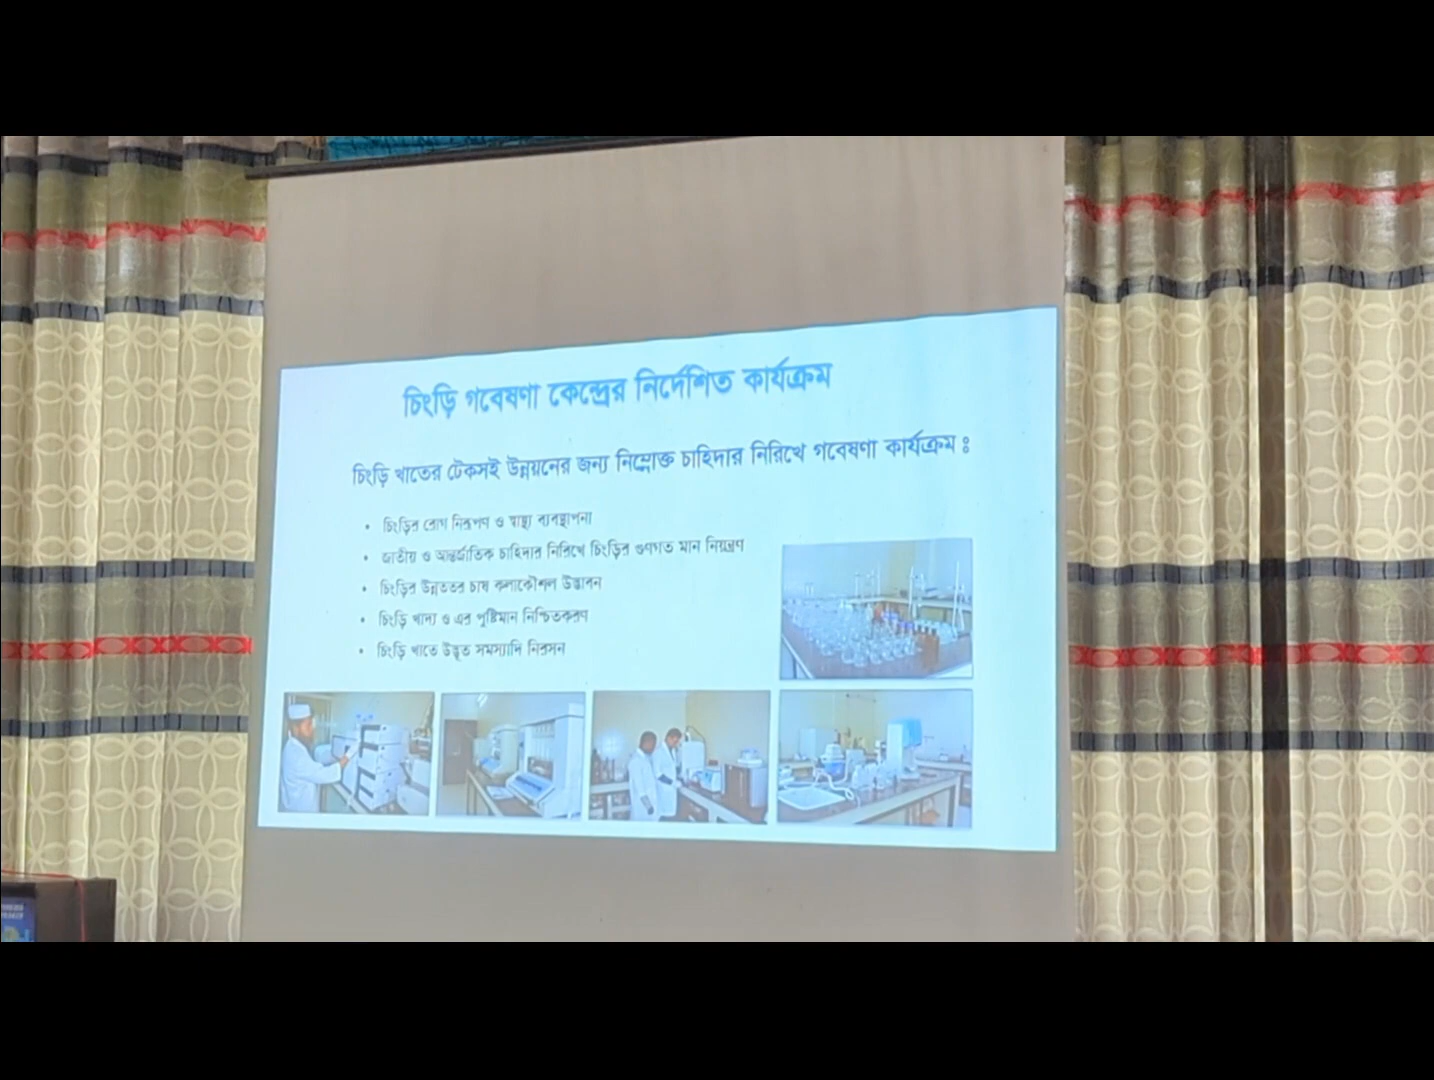 চিংড়ি গবেষণা কেন্দ্রের নির্দেশিত কার্যক্রম
চিংড়ি খাতের টেকসই উন্নয়নের জন্য নিম্নোক্ত চাহিদার নিরিখে গবেষণা কার্যক্রম ঃ
• চিংড়ির রোগ নিরূপণ ও স্বাস্থ্য ব্যবস্থাপনা
• জাতীয় ও আন্তর্জাতিক চাহিদার নিরিখে চিংড়ির গুণগত মান নিয়ন্ত্রণ
• চিংড়ির উন্নততর চাষ কলাকৌশল উদ্ভাবন
• চিংড়ি খাদ্য ও এর পুষ্টিমান নিশ্চিতকরণ
• চিংড়ি খাতে উদ্ভূত সমস্যাদি নিরসন